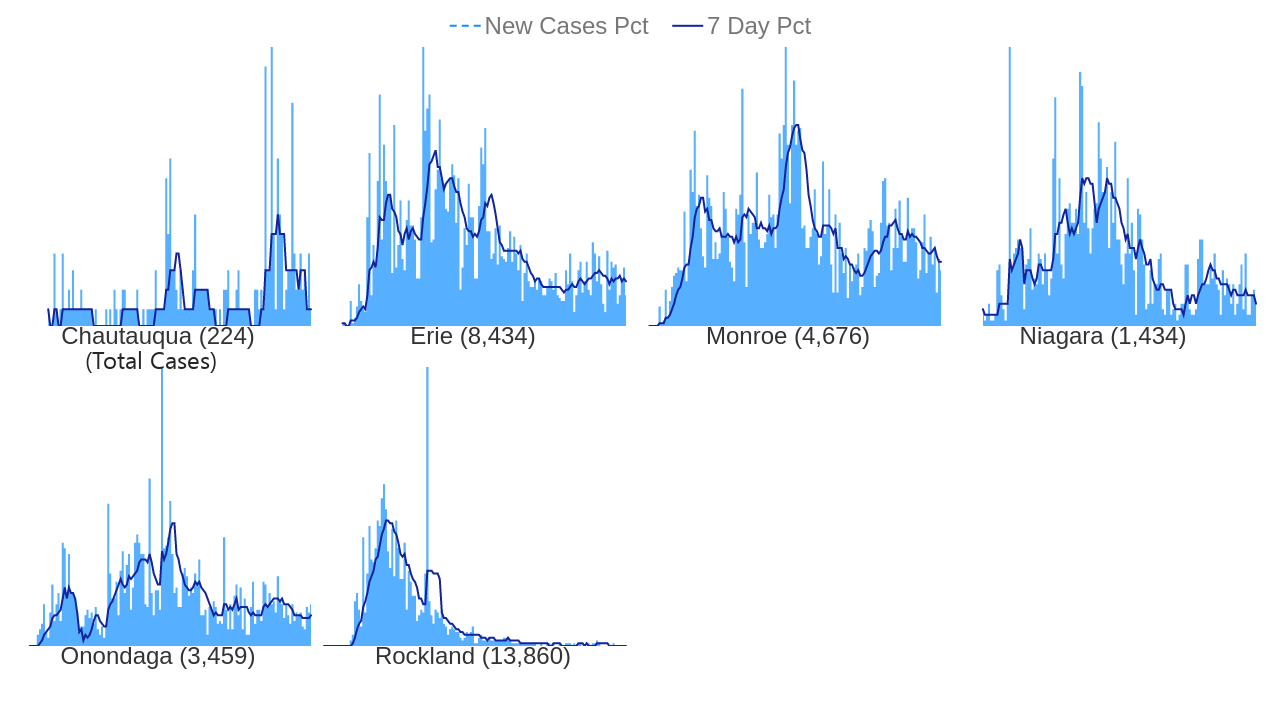 New Cases Pct 7 Day Pct
Chautauqua (224) Erie (8,434) Monroe (4,676) Niagara (1,434)
(Total Cases)
Onondaga (3,459) Rockland (13,860)